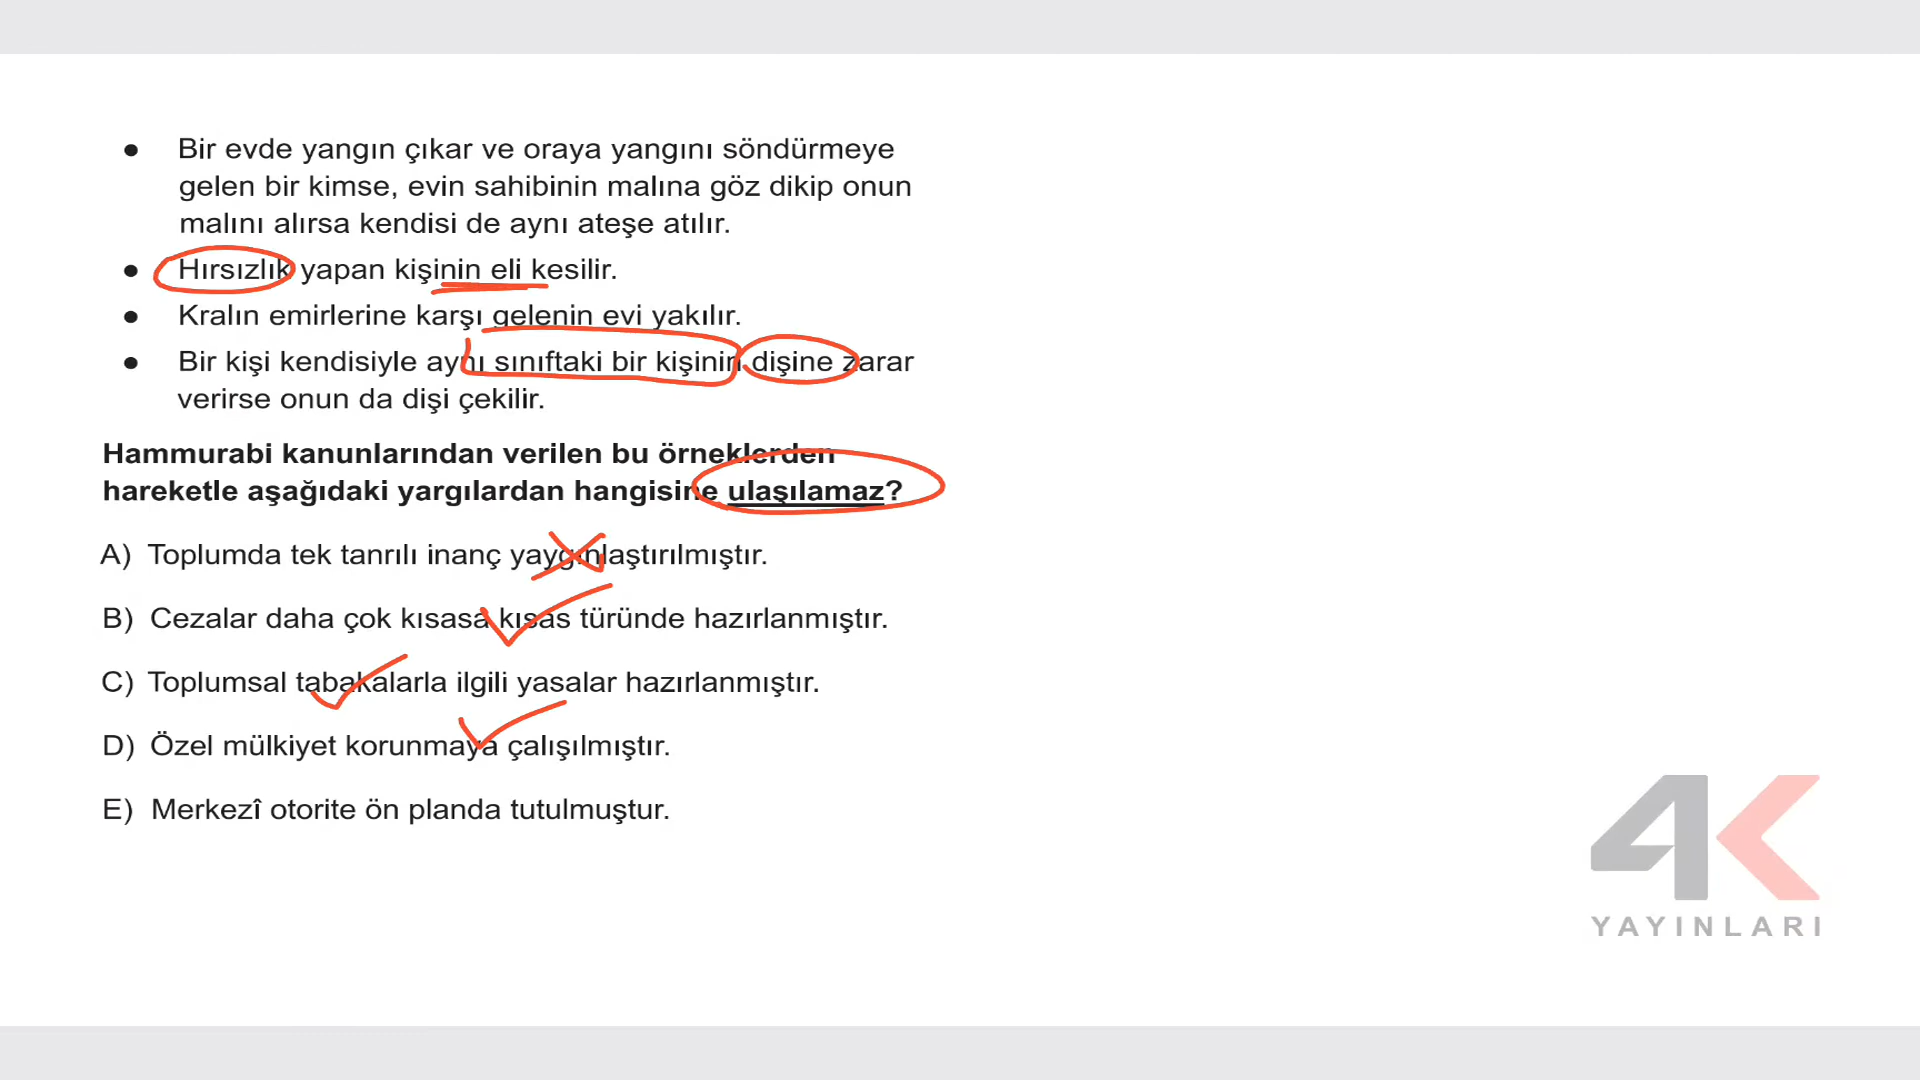 ● Bir evde yangın çıkar ve oraya yangını söndürmeye
gelen bir kimse, evin sahibinin malına göz dikip onun
malını alırsa kendisi de aynı ateşe atılır.
● Hırsızlık yapan kişinin eli kesilir.
● Kralın emirlerine karşı gelenin evi yakılır.
● Bir kişi kendisiyle aynı sınıftaki bir kişinin dişine zarar
verirse onun da dişi çekilir.
Hammurabi kanunlarından verilen bu örneklerden
hareketle aşağıdaki yargılardan hangisine ulaşılamaz?
A) Toplumda tek tanrılı inanç yaygınlaştırılmıştır.
B) Cezalar daha çok kısasa kısas türünde hazırlanmıştır.
C) Toplumsal tabakalarla ilgili yasalar hazırlanmıştır.
D) Özel mülkiyet korunmaya çalışılmıştır.
E) Merkezî otorite ön planda tutulmuştur.
4K
YAYINLARI